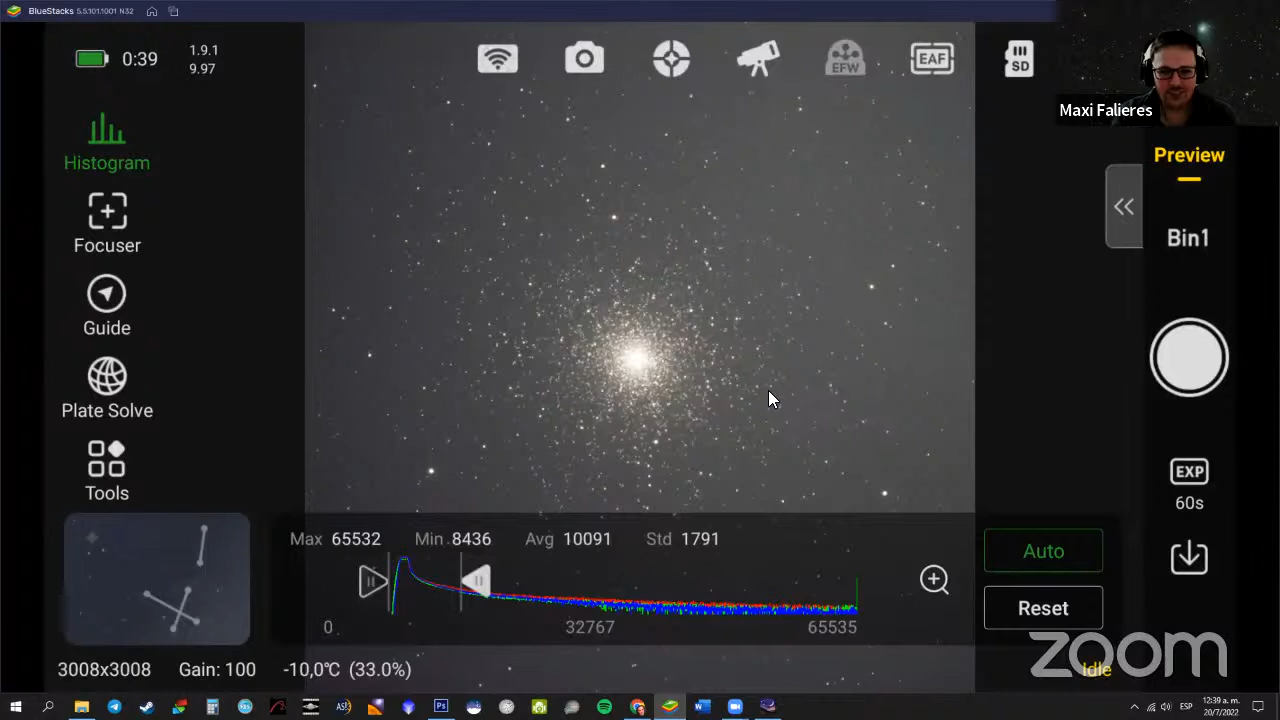 BlueStacks 5.5.101.1001 N32
0:39
1.9.1
9.97
EFW
EAF
SD
Maxi Falieres
Histogram
Focuser
Guide
Plate Solve
Tools
Preview
Bin1
EXP
60s
Max 65532 Min 8436 Avg 10091 Std 1791
0 32767 65535
Auto
Reset
3008x3008 Gain: 100 -10,0℃ (33.0%)
Idle
zoom
ESP
12:39 a. m.
20/7/2022